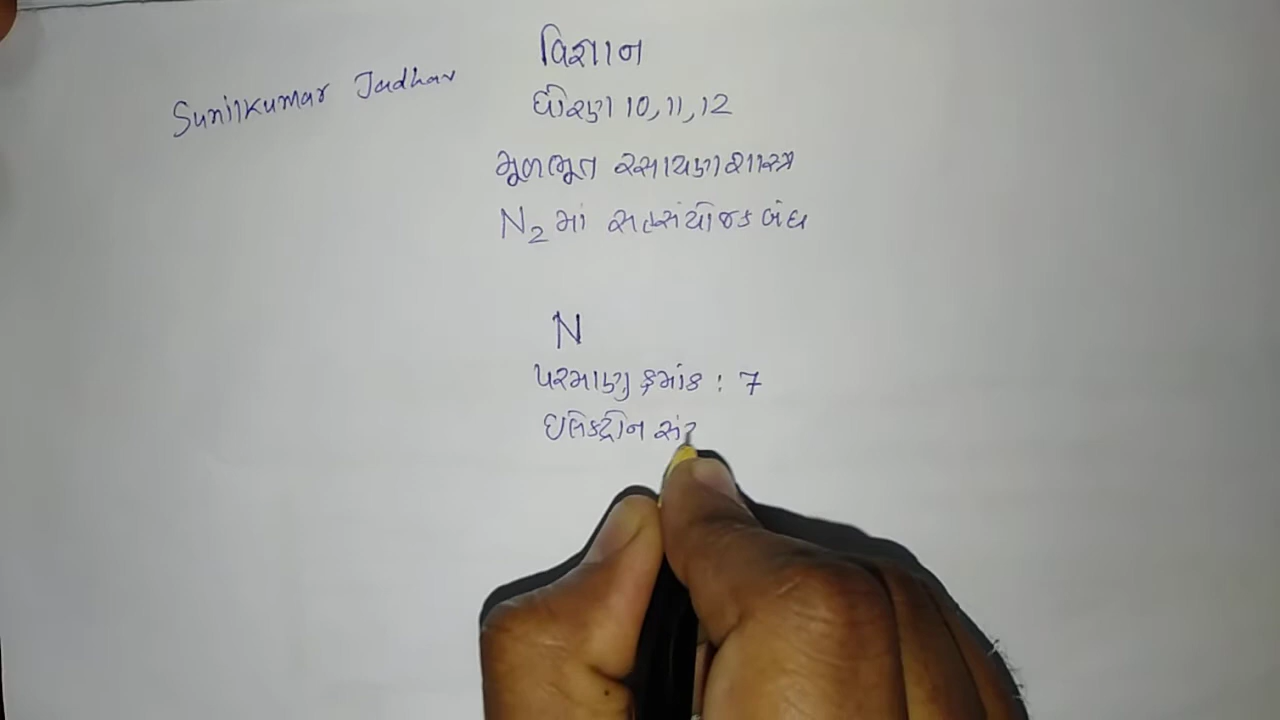 Sunilkumar Jadhav
વિજ્ઞાન
ધોરણ 10, 11, 12
મૂળભૂત રસાયણશાસ્ત્ર
N2 માં સહસંયોજક બંધ
N
પરમાણુ ક્રમાંક : 7
ઇલેક્ટ્રોન સંર